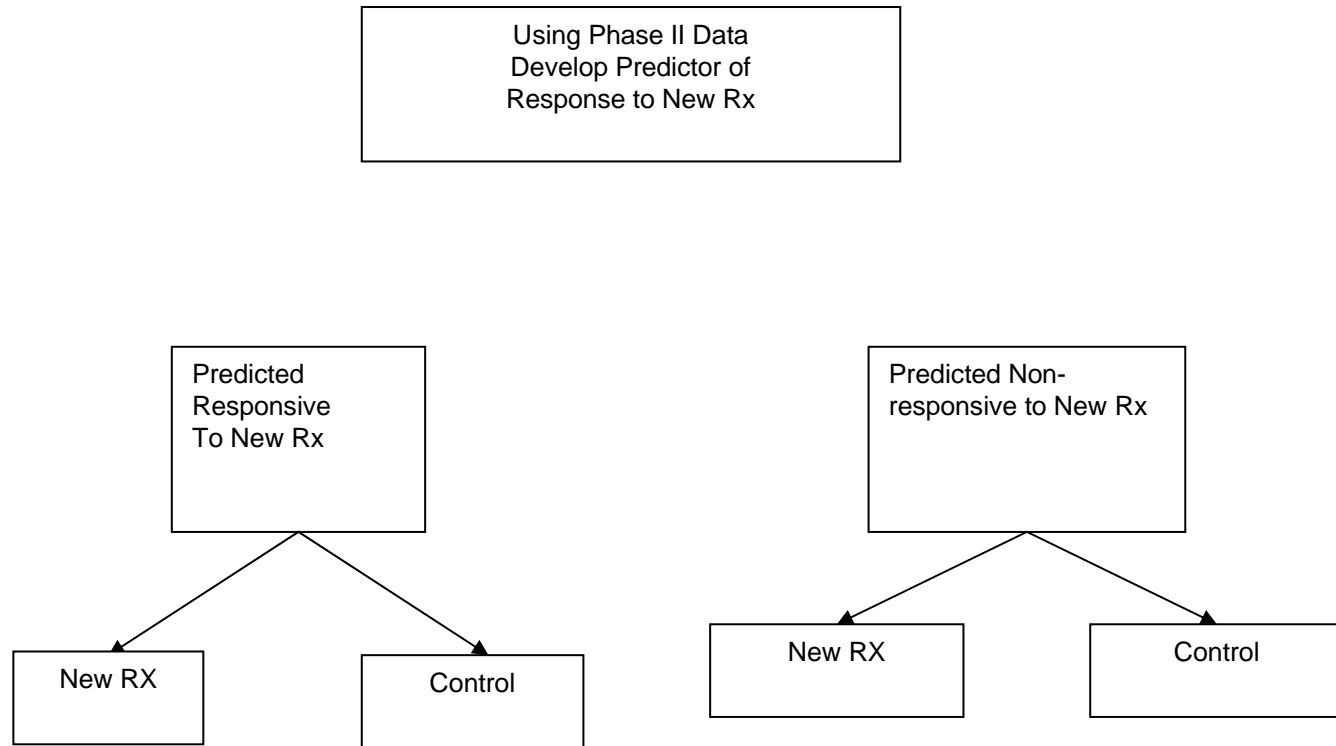 Using Phase II Data
Develop Predictor of
Response to New Rx
Predicted
Responsive
To New Rx
Predicted Non-
responsive to New Rx
New RX
Control
New RX
Control